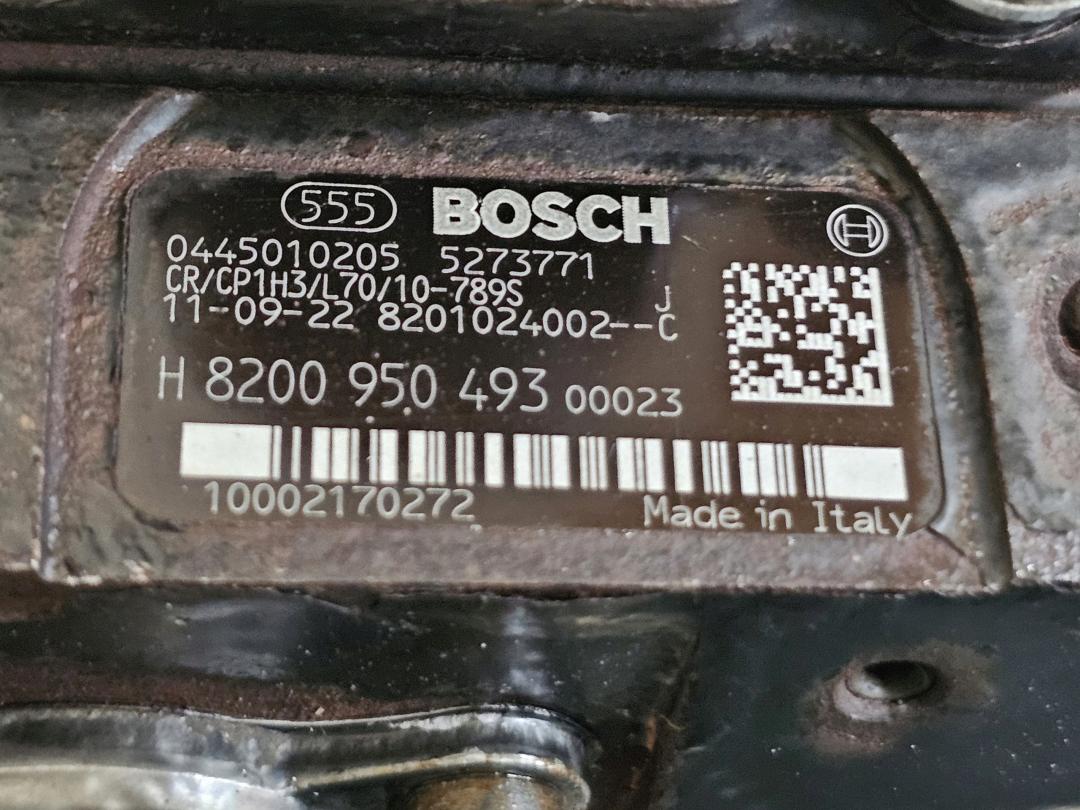 555 BOSCH H
0445010205 5273771
CR/CP1H3/L70/10-789S J
11-09-22 8201024002--C
H 8200 950 493 00023
10002170272 Made in Italy